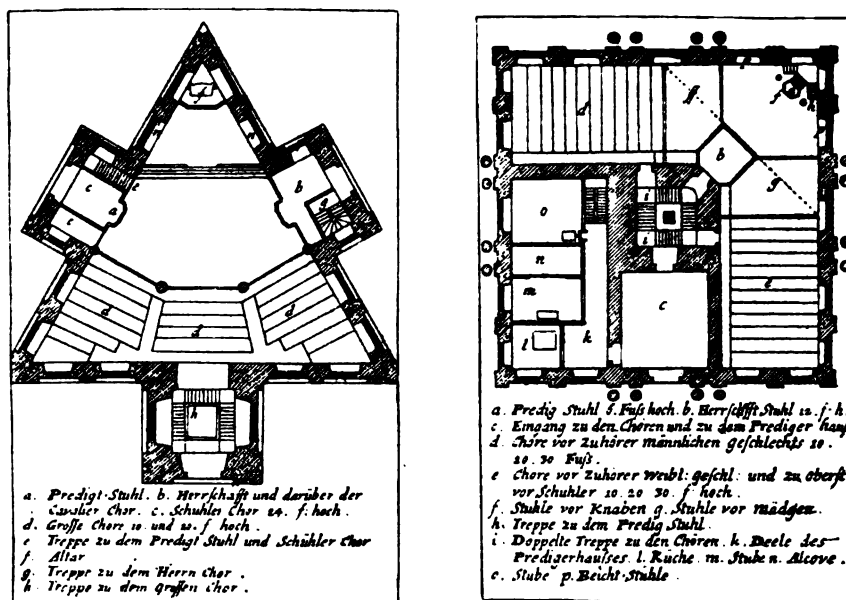 a. Predigt-Stuhl. b. Herrschafft und darüber der
Cavalier Chor. c. Schühler Chor 24. f. hoch.
d. Grosse Chore 10. und 20. f hoch.
e Treppe zu dem Predigt Stuhl und Schühler Chor
f. Altar
g. Treppe zu dem Herrn Chor.
h. Treppe zu dem grossen Chor.
a. Predig Stuhl 5. Fuss hoch. b. Herrschfft Stuhl 12. f. h.
c. Eingang zu den Chören und zu dem Prediger hauß
d Chöre vor Zuhörer männlichen geschlechts 10.
20. 30 Fuss.
e Chöre vor Zuhörer Weibl: geschl: und zu oberst
vor Schuhler 10. 20 30. f hoch.
f. Stuhle vor Knaben g. Stuhle vor mädgen.
h. Treppe zu dem Predig Stuhl.
i. Doppelte Treppe zu den Chören. k. Deele des
Predigerhauses. l. Küche. m. Stube n. Alcove.
o. Stube p. Beicht-Stühle.